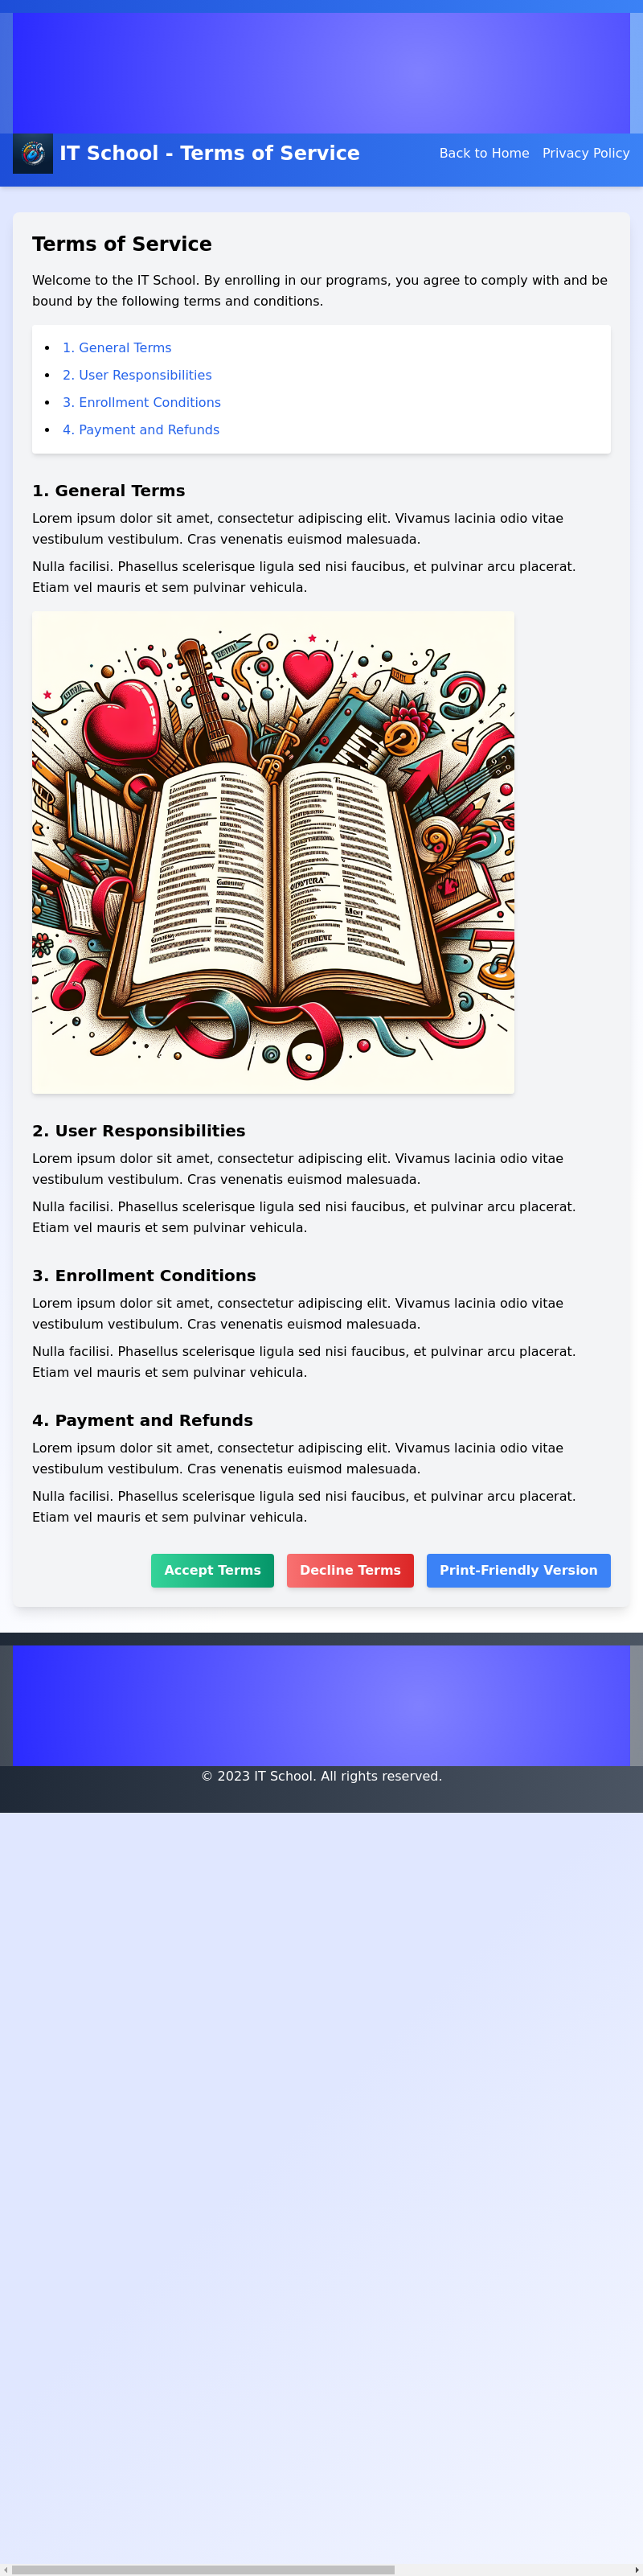 IT School - Terms of Service
Back to Home
Privacy Policy
Terms of Service
Welcome to the IT School. By enrolling in our programs, you agree to comply with and be
bound by the following terms and conditions.
1. General Terms
2. User Responsibilities
3. Enrollment Conditions
4. Payment and Refunds
1. General Terms
Lorem ipsum dolor sit amet, consectetur adipiscing elit. Vivamus lacinia odio vitae
vestibulum vestibulum. Cras venenatis euismod malesuada.
Nulla facilisi. Phasellus scelerisque ligula sed nisi faucibus, et pulvinar arcu placerat.
Etiam vel mauris et sem pulvinar vehicula.
2. User Responsibilities
Lorem ipsum dolor sit amet, consectetur adipiscing elit. Vivamus lacinia odio vitae
vestibulum vestibulum. Cras venenatis euismod malesuada.
Nulla facilisi. Phasellus scelerisque ligula sed nisi faucibus, et pulvinar arcu placerat.
Etiam vel mauris et sem pulvinar vehicula.
3. Enrollment Conditions
Lorem ipsum dolor sit amet, consectetur adipiscing elit. Vivamus lacinia odio vitae
vestibulum vestibulum. Cras venenatis euismod malesuada.
Nulla facilisi. Phasellus scelerisque ligula sed nisi faucibus, et pulvinar arcu placerat.
Etiam vel mauris et sem pulvinar vehicula.
4. Payment and Refunds
Lorem ipsum dolor sit amet, consectetur adipiscing elit. Vivamus lacinia odio vitae
vestibulum vestibulum. Cras venenatis euismod malesuada.
Nulla facilisi. Phasellus scelerisque ligula sed nisi faucibus, et pulvinar arcu placerat.
Etiam vel mauris et sem pulvinar vehicula.
Accept Terms
Decline Terms
Print-Friendly Version
© 2023 IT School. All rights reserved.